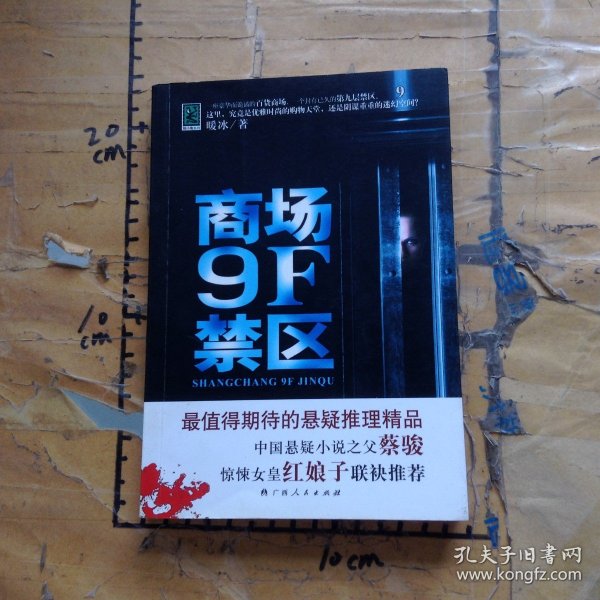 一座豪华而诡谲的百货商场，一个封存已久的第九层禁区，
9
这里，究竟是优雅时尚的购物天堂，还是阴谋重重的迷幻空间？
暖冰／著
商场
9F
禁区
SHANGCHANG 9F JINQU
最值得期待的悬疑推理精品
中国悬疑小说之父蔡骏
惊悚女皇红娘子联袂推荐
广西人民出版社
20
cm
10
cm
10cm
孔夫子旧书网
www.kongfz.com